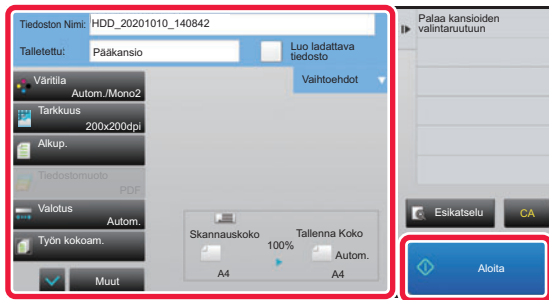 Tiedoston Nimi: HDD_20201010_140842
Talletettu: Pääkansio
Luo ladattava
tiedosto
Vaihtoehdot
Väritila
Autom./Mono2
Tarkkuus
200x200dpi
Alkup.
Tiedostomuoto
PDF
Valotus
Autom.
Työn kokoam.
Muut
Skannauskoko
100%
Tallenna Koko
Autom.
A4
A4
Palaa kansioiden
valintaruutuun
Esikatselu
CA
Aloita